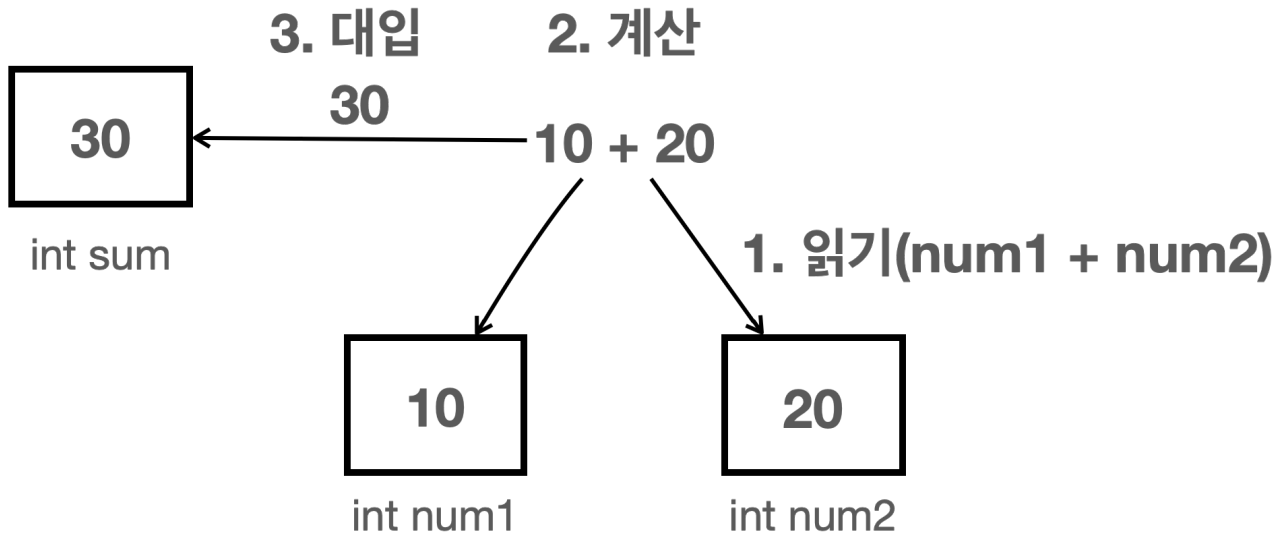 3. 대입
2. 계산
30
30
10 + 20
int sum
1. 읽기(num1 + num2)
10
20
int num1
int num2